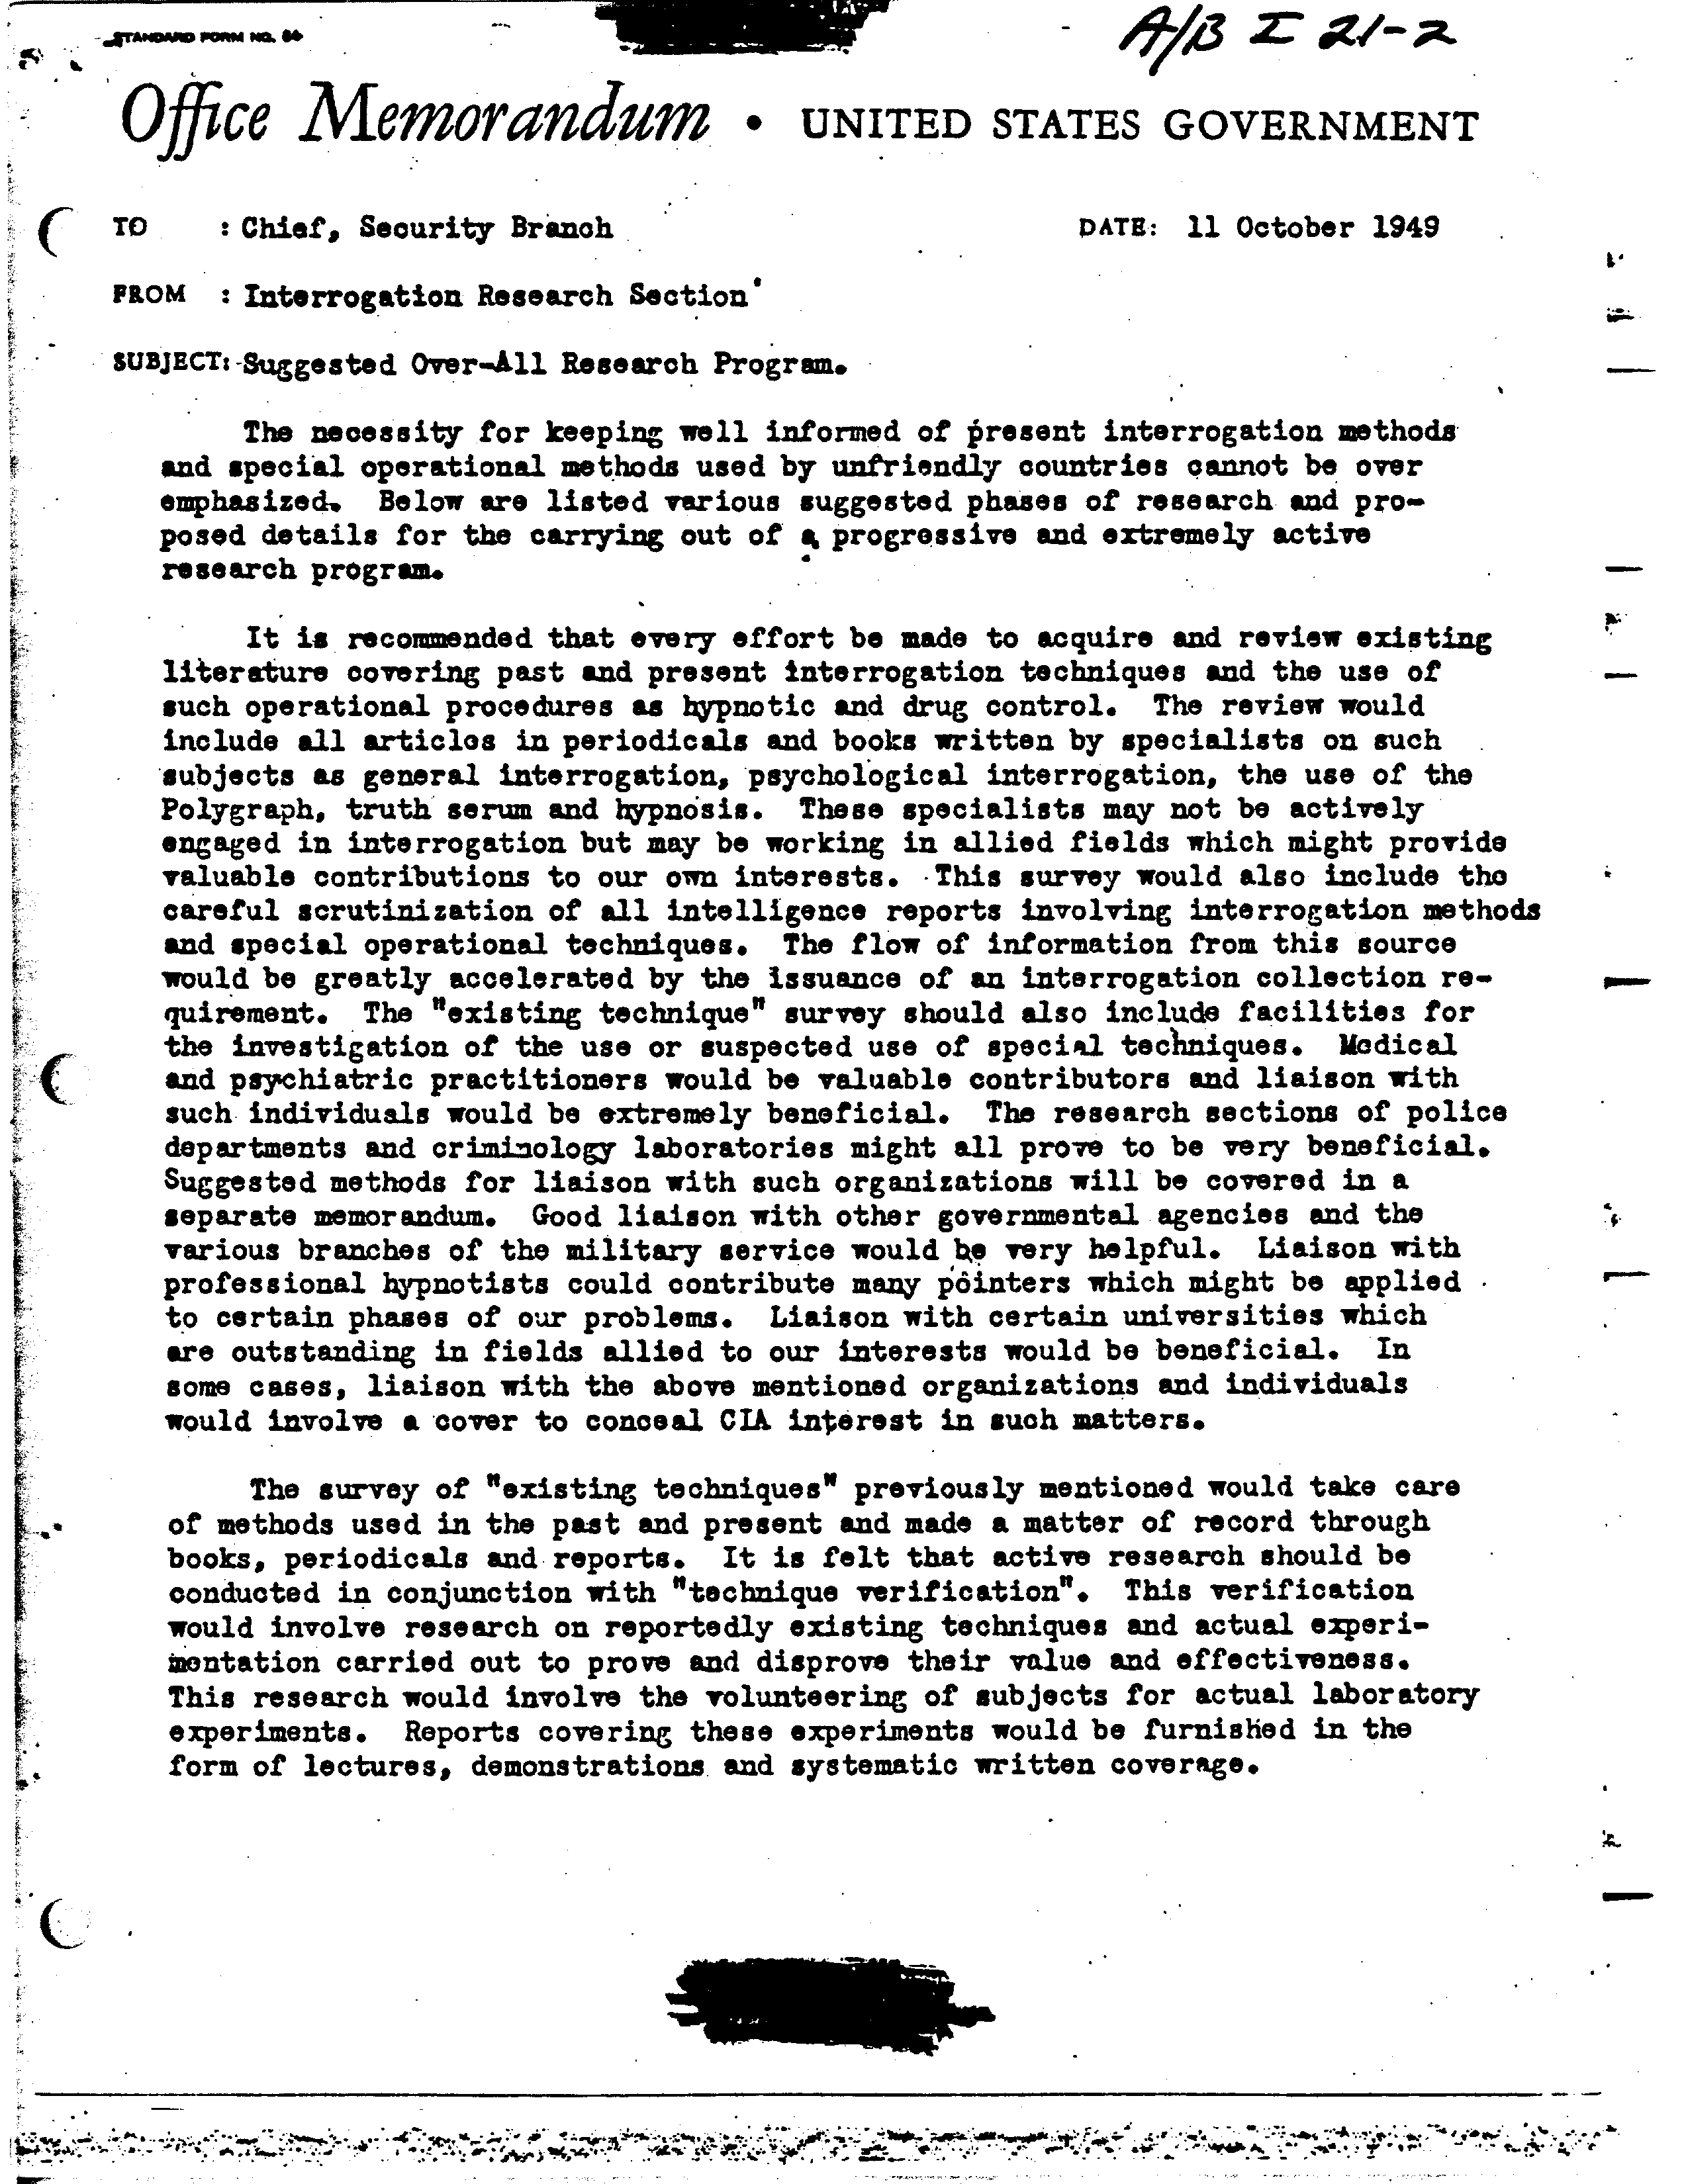 STANDARD FORM NO. 64
A/B I 21-2
Office Memorandum • UNITED STATES GOVERNMENT
TO : Chief, Security Branch DATE: 11 October 1949
FROM : Interrogation Research Section
SUBJECT: Suggested Over-All Research Program.
The necessity for keeping well informed of present interrogation methods
and special operational methods used by unfriendly countries cannot be over
emphasized. Below are listed various suggested phases of research and pro-
posed details for the carrying out of a progressive and extremely active
research program.
It is recommended that every effort be made to acquire and review existing
literature covering past and present interrogation techniques and the use of
such operational procedures as hypnotic and drug control. The review would
include all articles in periodicals and books written by specialists on such
subjects as general interrogation, psychological interrogation, the use of the
Polygraph, truth serum and hypnosis. These specialists may not be actively
engaged in interrogation but may be working in allied fields which might provide
valuable contributions to our own interests. This survey would also include the
careful scrutinization of all intelligence reports involving interrogation methods
and special operational techniques. The flow of information from this source
would be greatly accelerated by the issuance of an interrogation collection re-
quirement. The "existing technique" survey should also include facilities for
the investigation of the use or suspected use of special techniques. Medical
and psychiatric practitioners would be valuable contributors and liaison with
such individuals would be extremely beneficial. The research sections of police
departments and criminology laboratories might all prove to be very beneficial.
Suggested methods for liaison with such organizations will be covered in a
separate memorandum. Good liaison with other governmental agencies and the
various branches of the military service would be very helpful. Liaison with
professional hypnotists could contribute many pointers which might be applied
to certain phases of our problems. Liaison with certain universities which
are outstanding in fields allied to our interests would be beneficial. In
some cases, liaison with the above mentioned organizations and individuals
would involve a cover to conceal CIA interest in such matters.
The survey of "existing techniques" previously mentioned would take care
of methods used in the past and present and made a matter of record through
books, periodicals and reports. It is felt that active research should be
conducted in conjunction with "technique verification". This verification
would involve research on reportedly existing techniques and actual experi-
mentation carried out to prove and disprove their value and effectiveness.
This research would involve the volunteering of subjects for actual laboratory
experiments. Reports covering these experiments would be furnished in the
form of lectures, demonstrations and systematic written coverage.